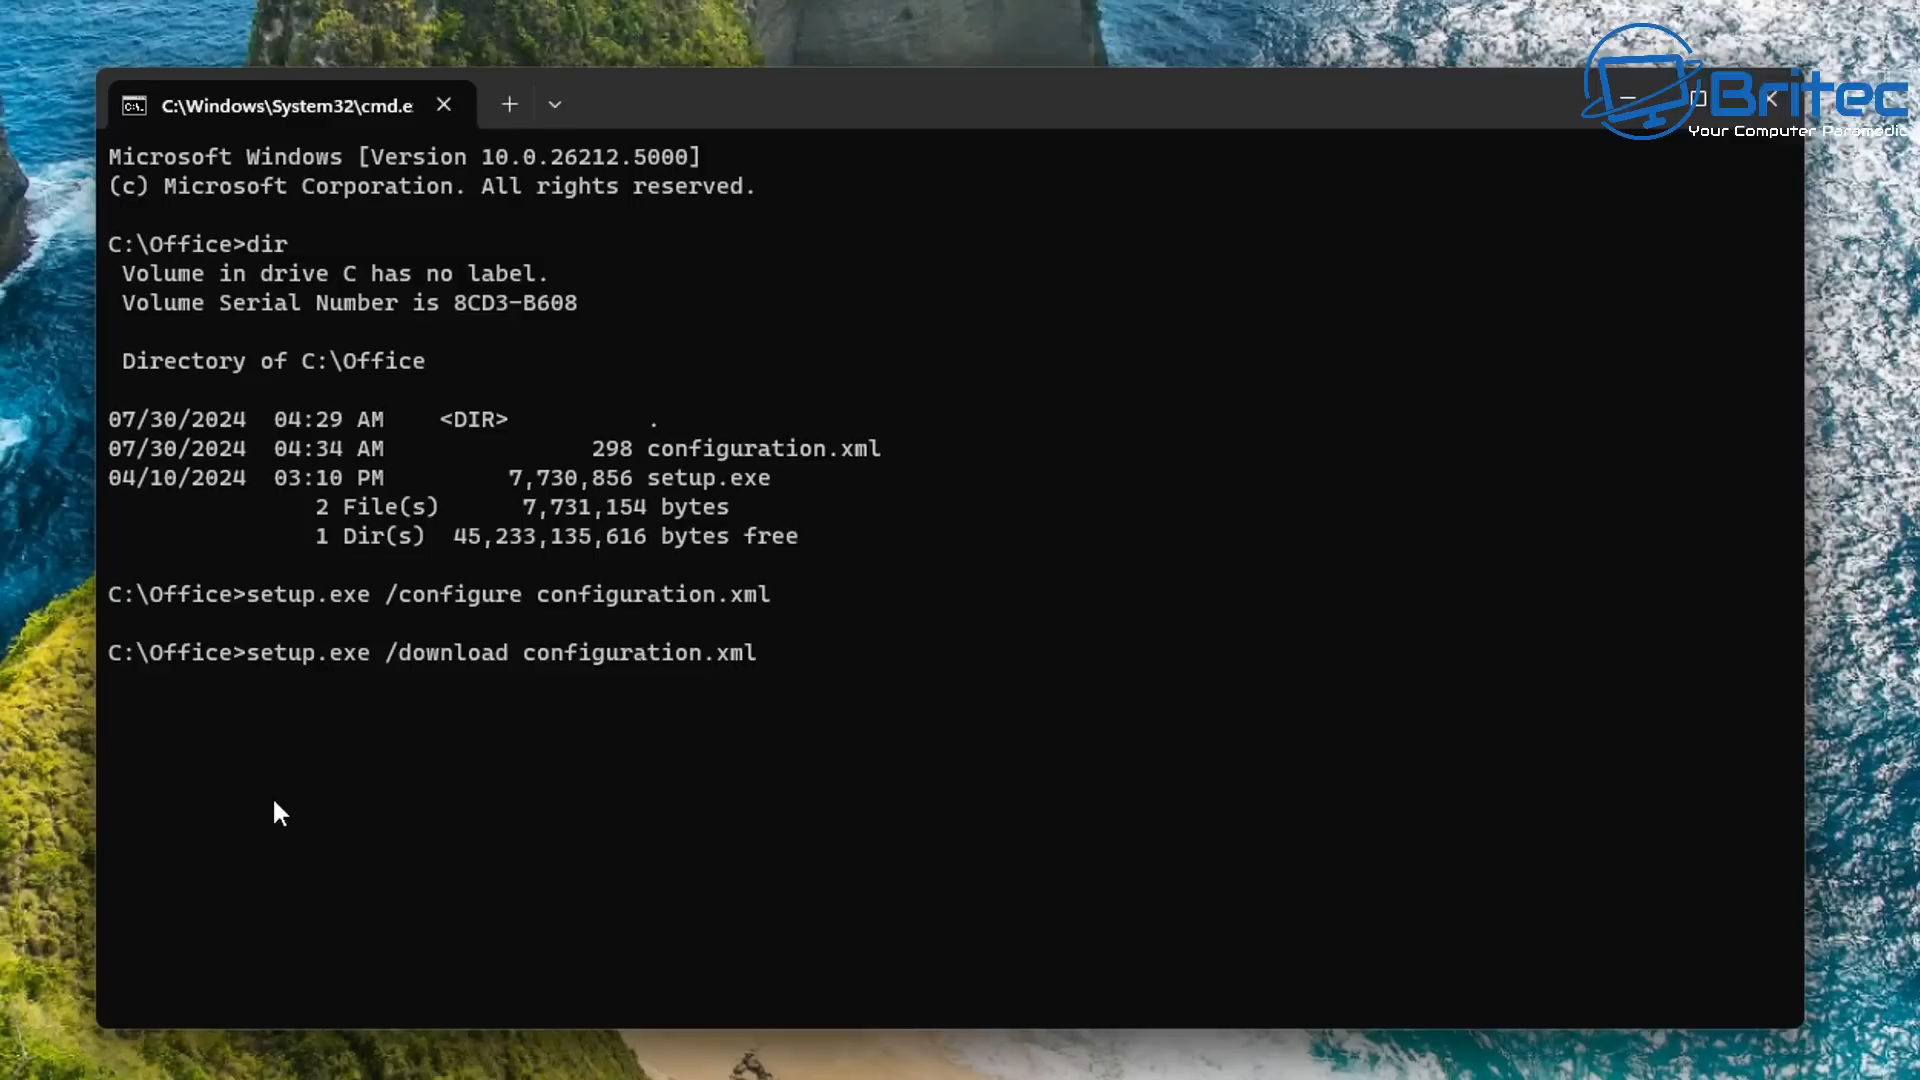 C:\Windows\System32\cmd.e
Britec
Your Computer Paramedic
Microsoft Windows [Version 10.0.26212.5000]
(c) Microsoft Corporation. All rights reserved.
C:\Office>dir
Volume in drive C has no label.
Volume Serial Number is 8CD3-B608
Directory of C:\Office
07/30/2024  04:29 AM    <DIR>          .
07/30/2024  04:34 AM               298 configuration.xml
04/10/2024  03:10 PM         7,730,856 setup.exe
2 File(s)      7,731,154 bytes
1 Dir(s)  45,233,135,616 bytes free
C:\Office>setup.exe /configure configuration.xml
C:\Office>setup.exe /download configuration.xml